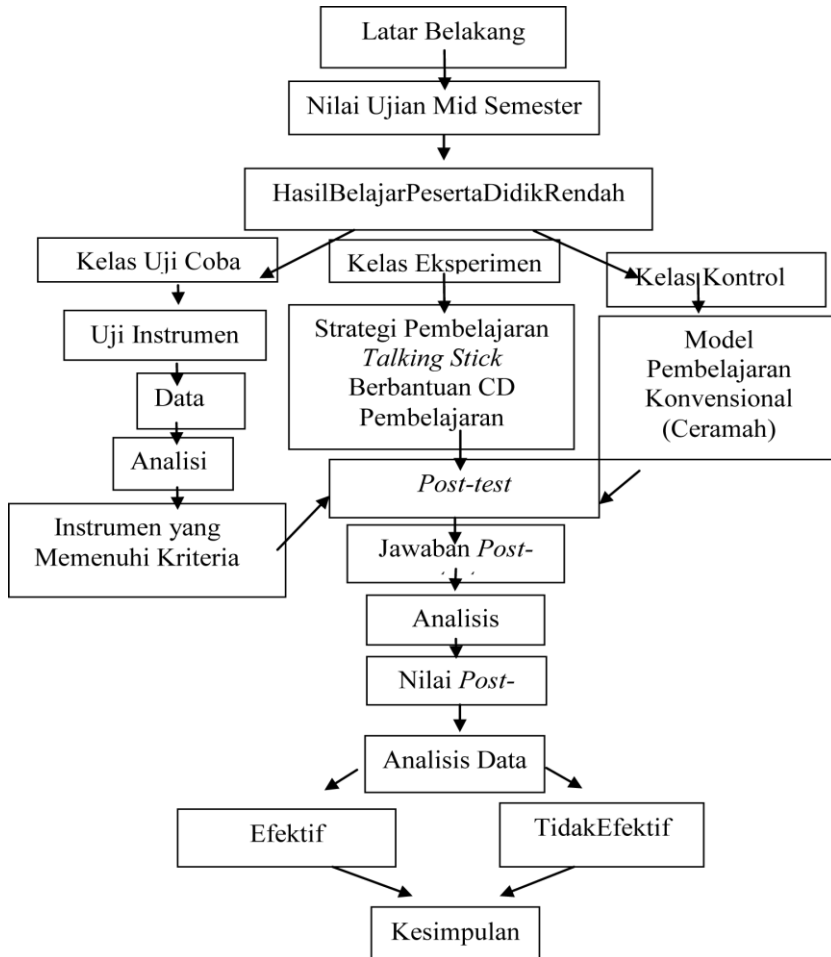 Latar Belakang
Nilai Ujian Mid Semester
HasilBelajarPesertaDidikRendah
Kelas Uji Coba
Kelas Eksperimen
Kelas Kontrol
Uji Instrumen
Strategi Pembelajaran
Talking Stick
Berbantuan CD
Pembelajaran
Model
Pembelajaran
Konvensional
(Ceramah)
Data
Analisi
Instrumen yang
Memenuhi Kriteria
Post-test
Jawaban Post-
Analisis
Nilai Post-
Analisis Data
Efektif
TidakEfektif
Kesimpulan